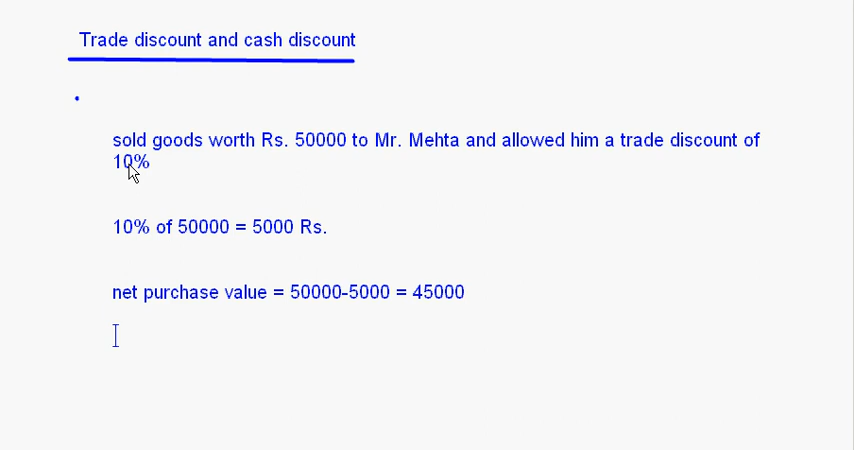 Trade discount and cash discount
sold goods worth Rs. 50000 to Mr. Mehta and allowed him a trade discount of
10%
10% of 50000 = 5000 Rs.
net purchase value = 50000-5000 = 45000